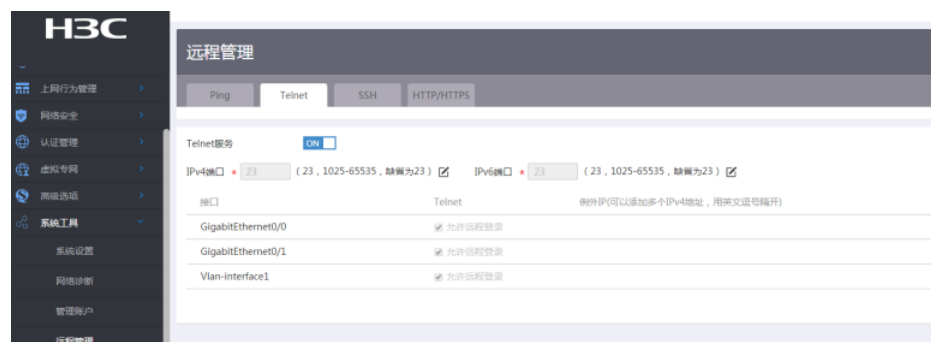 H3C
上网行为管理
网络安全
认证管理
虚拟专网
高级选项
系统工具
系统设置
网络诊断
管理账户
远程管理
远程管理
Ping Telnet SSH HTTP/HTTPS
Telnet服务 ON
IPv4端口 * 23 (23,1025-65535,缺省为23) IPv6端口 * 23 (23,1025-65535,缺省为23)
接口 Telnet 例外IP(可以添加多个IPv4地址,用英文逗号隔开)
GigabitEthernet0/0 允许远程登录
GigabitEthernet0/1 允许远程登录
Vlan-interface1 允许远程登录